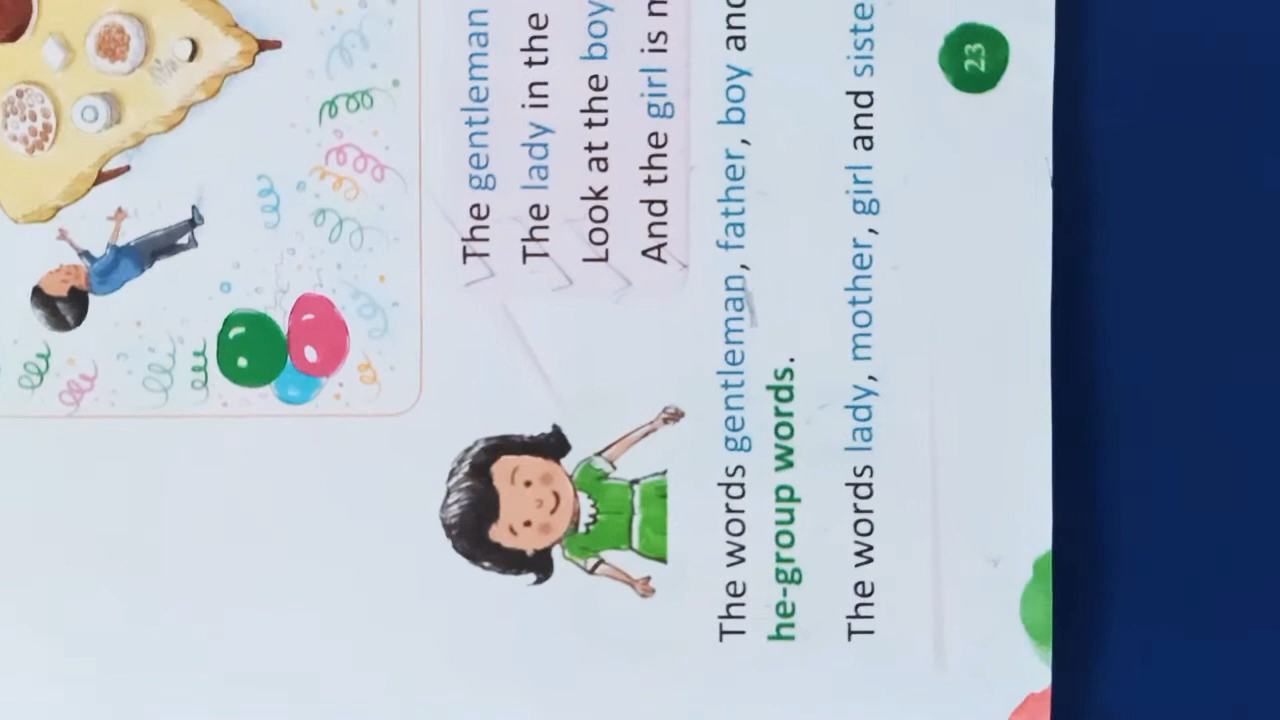 The gentleman
The lady in the
Look at the boy
And the girl is
The words gentleman, father, boy and
he-group words.
The words lady, mother, girl and
23